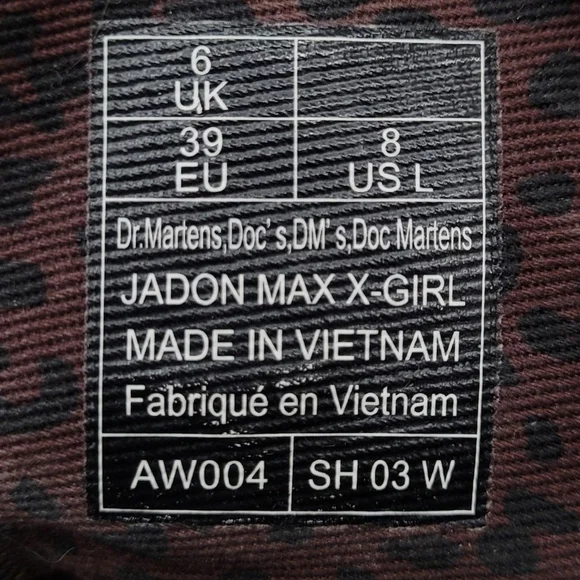 6
UK
39 8
EU US L
Dr.Martens,Doc's,DM's,Doc Martens
JADON MAX X-GIRL
MADE IN VIETNAM
Fabriqué en Vietnam
AW004 SH 03 W